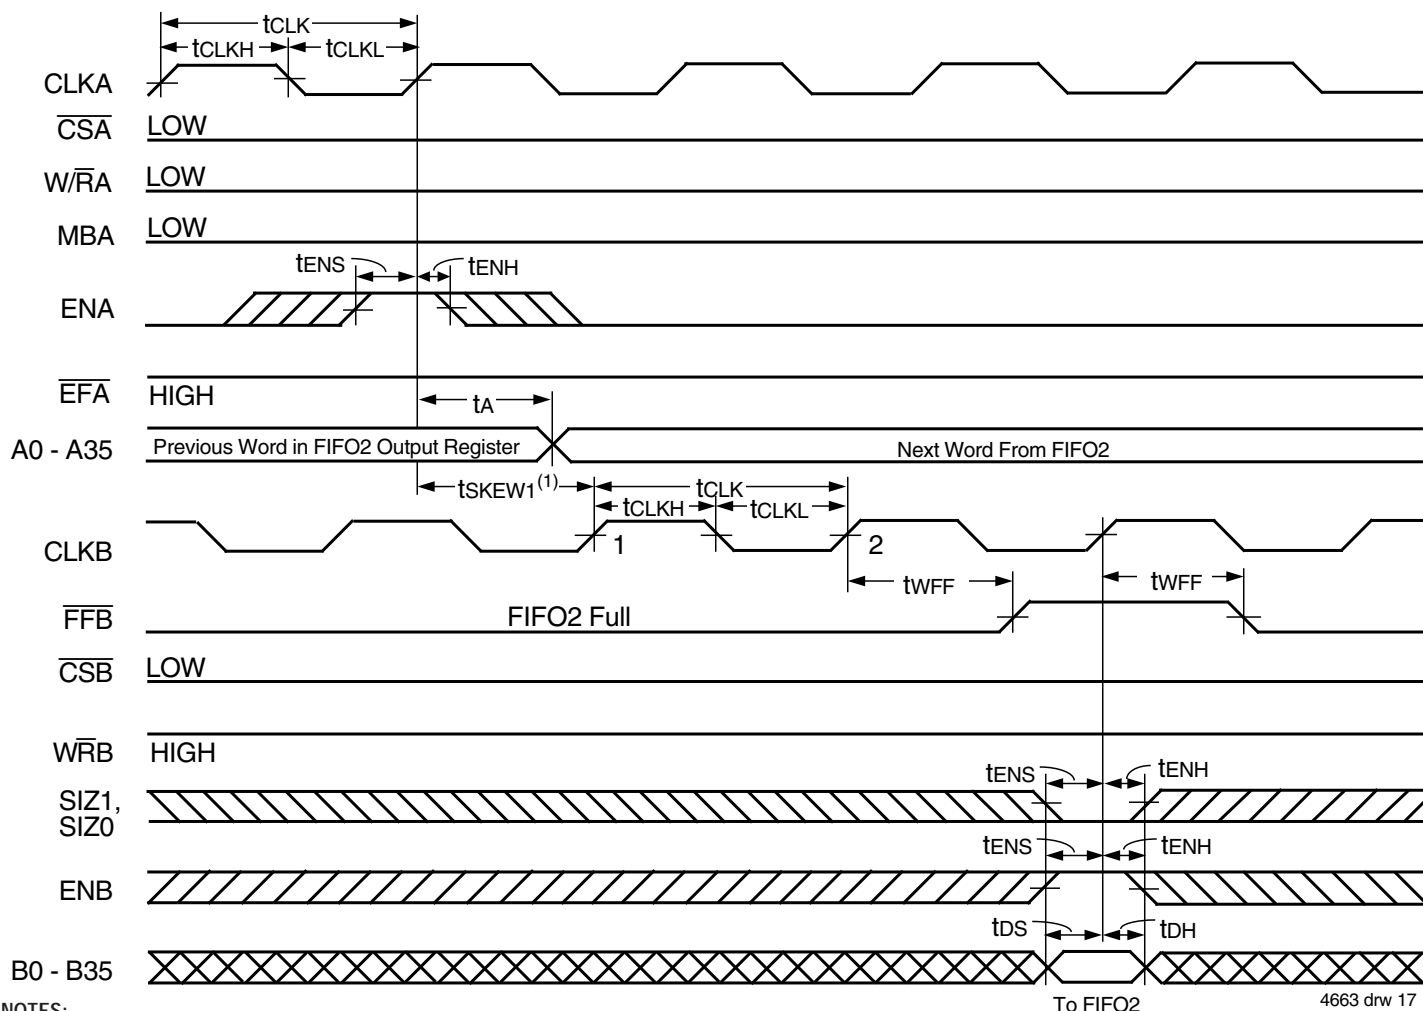 tCLK
tCLKH
tCLKL
CLKA
CSA
LOW
W/RA
LOW
MBA
LOW
tENS
tENH
ENA
EFA
HIGH
tA
A0 - A35
Previous Word in FIFO2 Output Register
Next Word From FIFO2
tSKEW1(1)
tCLK
tCLKH
tCLKL
CLKB
1
2
tWFF
tWFF
FFB
FIFO2 Full
CSB
LOW
WRB
HIGH
tENS
tENH
SIZ1,
SIZ0
tENS
tENH
ENB
tDS
tDH
B0 - B35
To FIFO2
4663 drw 17
NOTES: